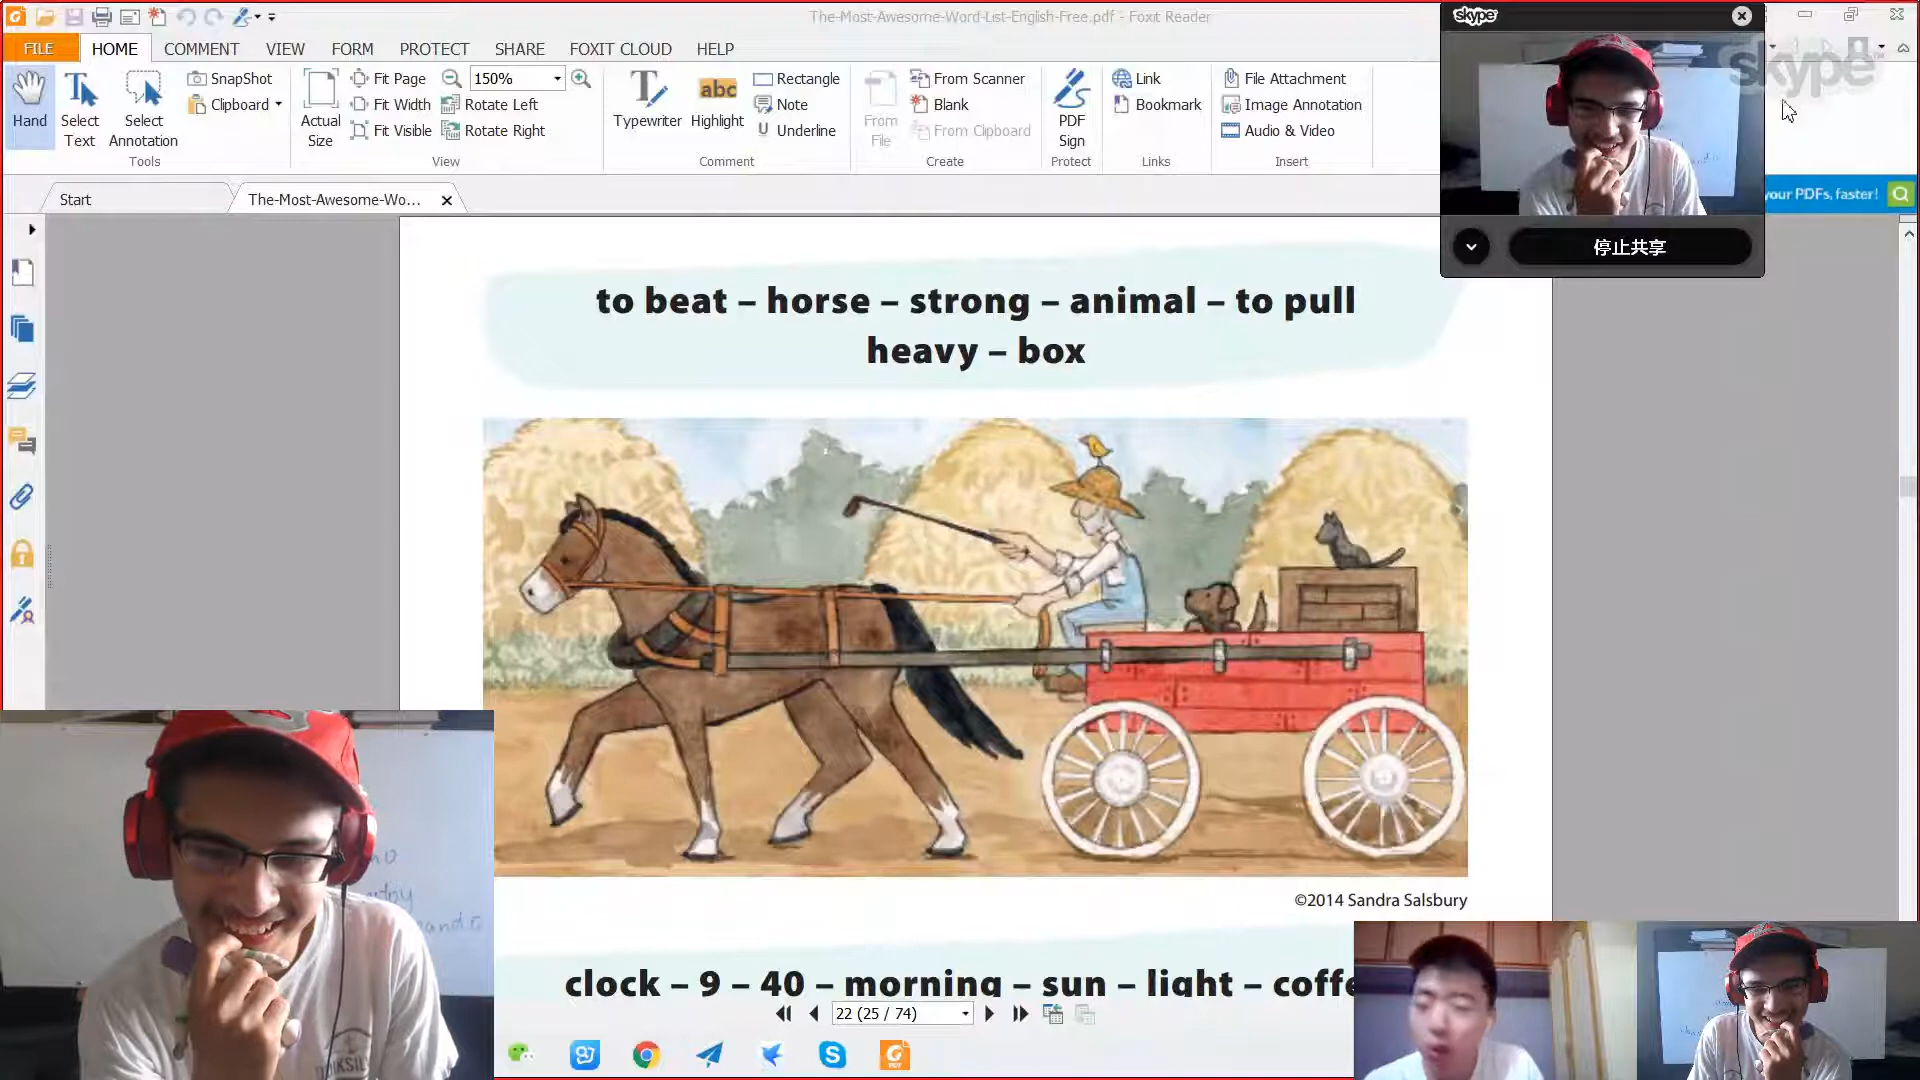 The-Most-Awesome-Word-List-English-Free.pdf - Foxit Reader
skype
FILE
HOME
COMMENT
VIEW
FORM
PROTECT
SHARE
FOXIT CLOUD
HELP
Hand
Select Text
Select Annotation
SnapShot
Clipboard
Tools
Actual Size
Fit Page
Fit Width
Fit Visible
150%
Rotate Left
Rotate Right
View
Typewriter
abc
Highlight
Rectangle
Note
Underline
Comment
From File
From Scanner
Blank
From Clipboard
Create
PDF Sign
Protect
Link
Bookmark
Links
File Attachment
Image Annotation
Audio & Video
Insert
skype
Start
The-Most-Awesome-Wo...
your PDFs, faster!
停止共享
to beat – horse – strong – animal – to pull
heavy – box
©2014 Sandra Salsbury
clock – 9 – 40 – morning – sun – light – coffe
22 (25 / 74)